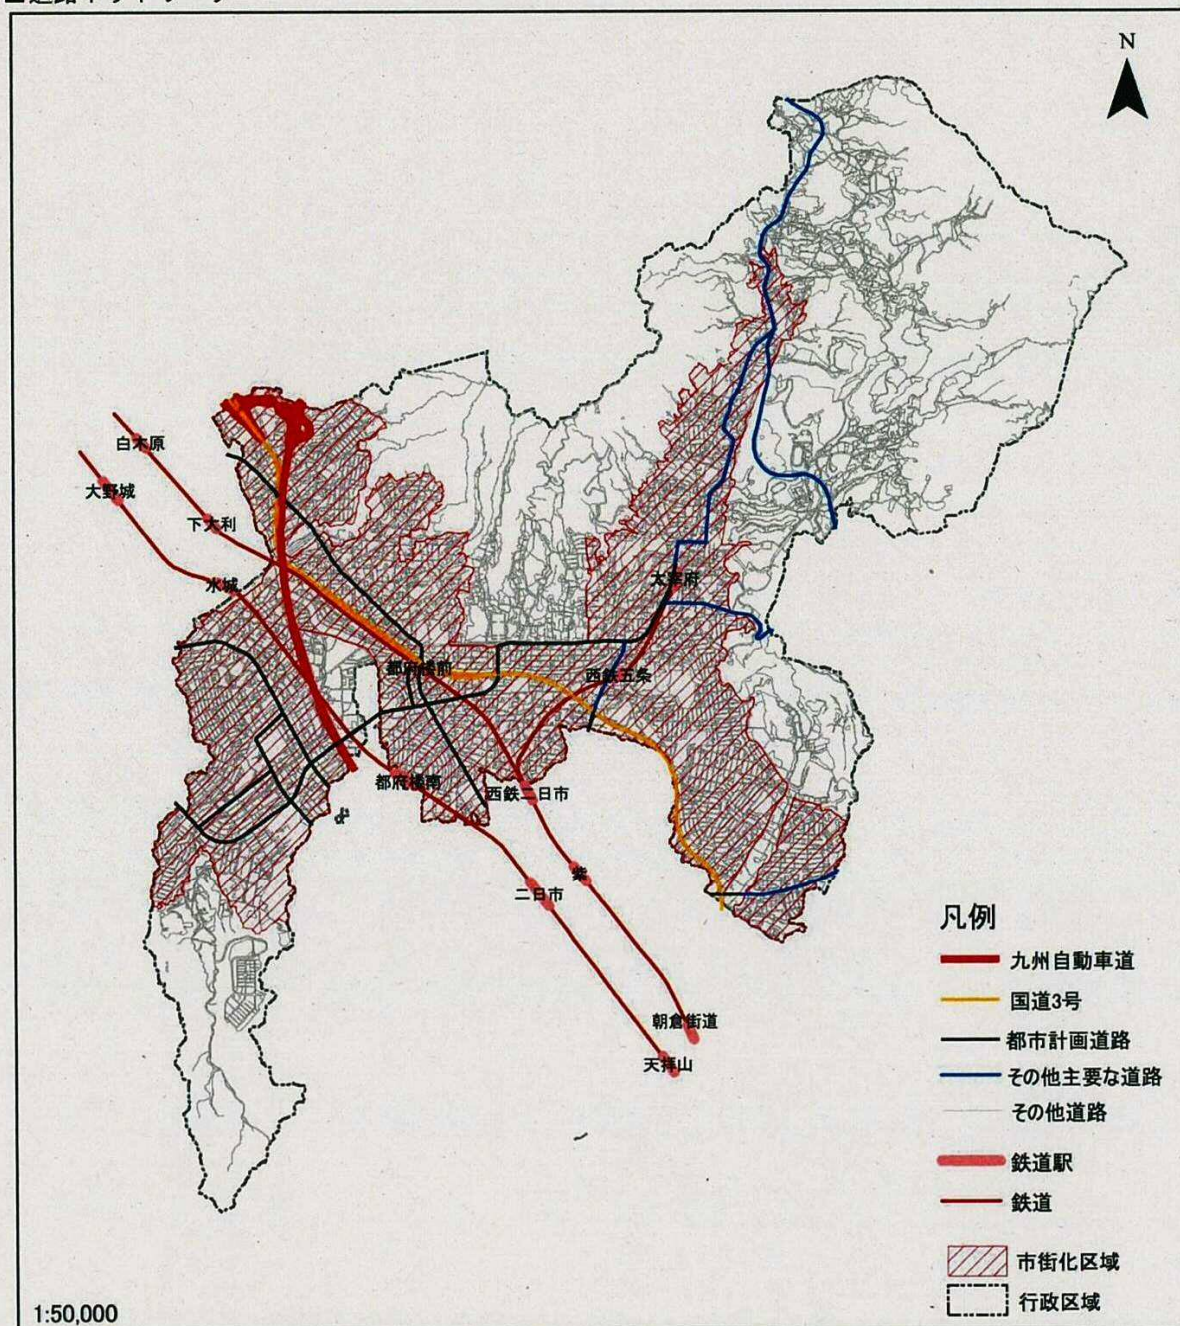 N
白木原
大野城
下大利
水城
太宰府
都府楼前
西鉄五条
都府楼南
西鉄二日市
紫
二日市
朝倉街道
天拝山
凡例
九州自動車道
国道3号
都市計画道路
その他主要な道路
その他道路
鉄道駅
鉄道
市街化区域
行政区域
1:50,000